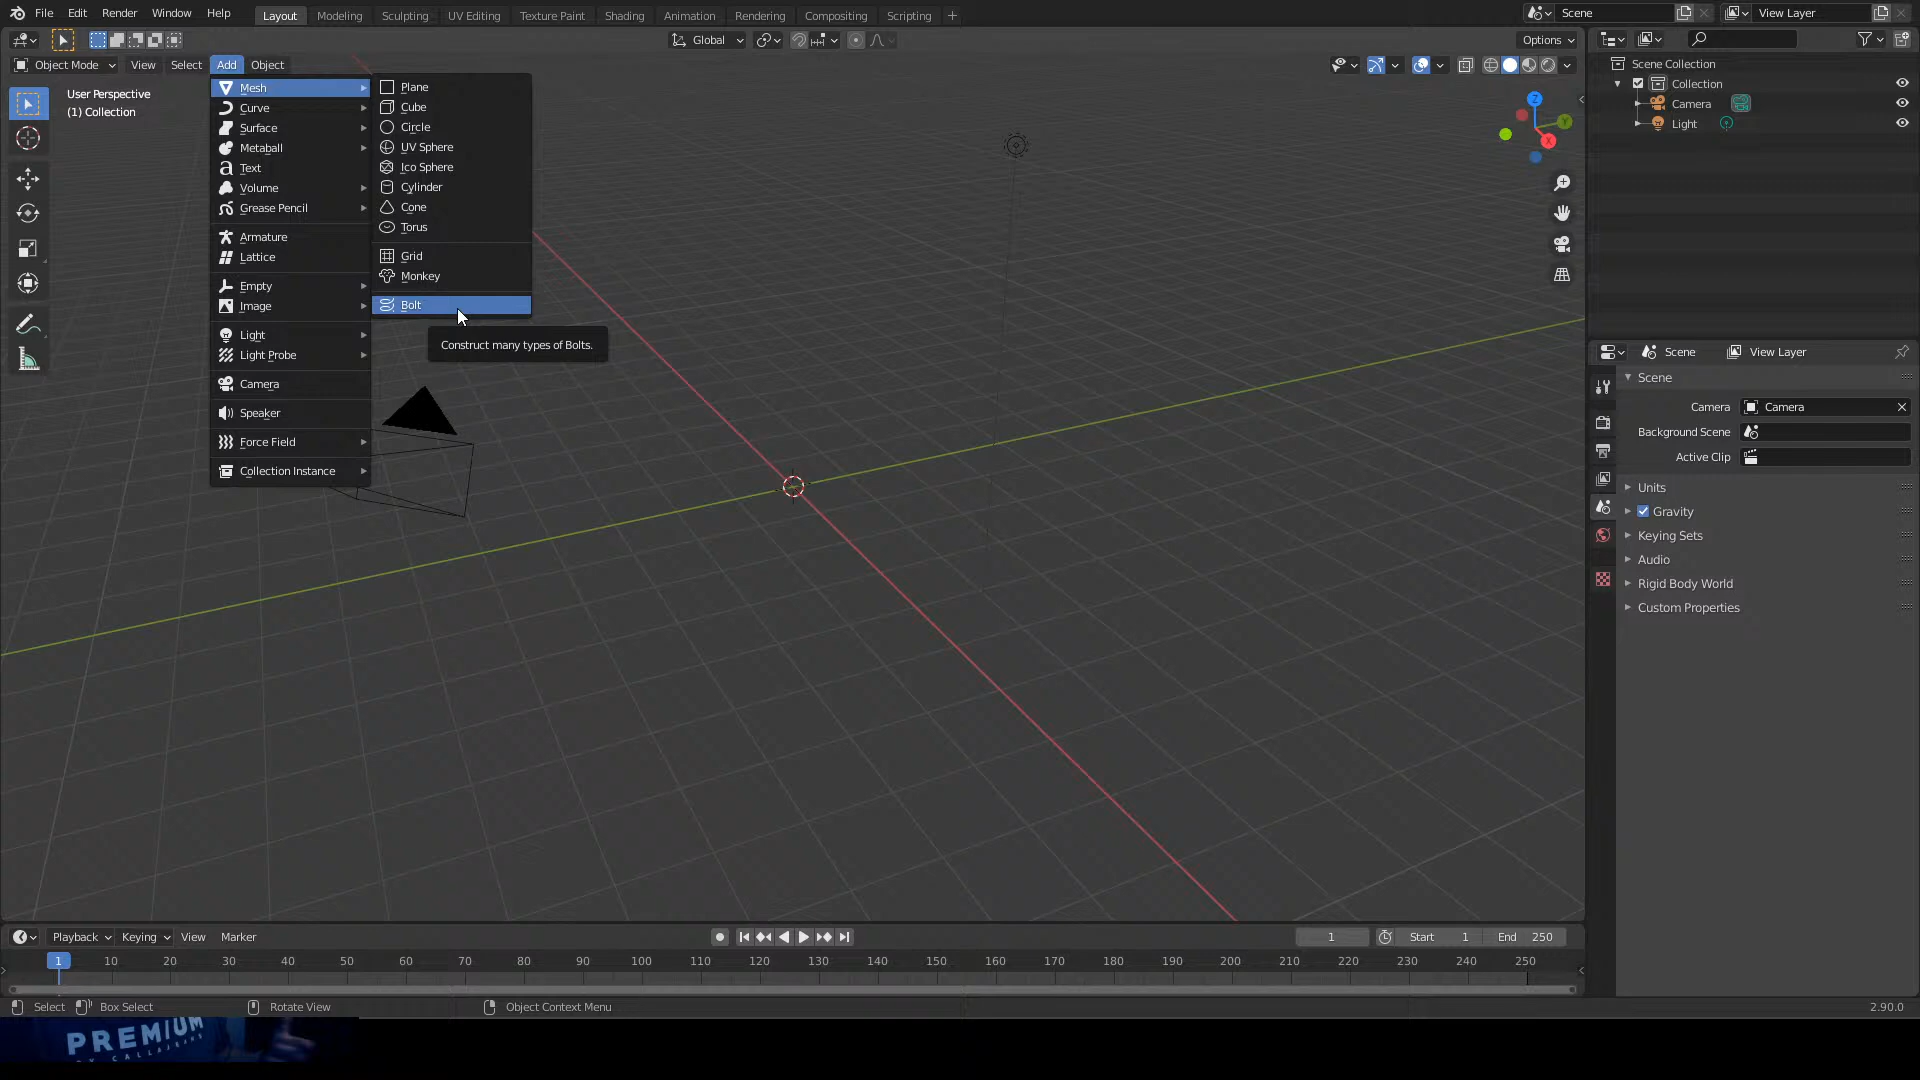 File Edit Render Window Help Layout Modeling Sculpting UV Editing Texture Paint Shading Animation Rendering Compositing Scripting + Scene View Layer
Global Options
Object Mode View Select Add Object
User Perspective
(1) Collection
Mesh
Curve
Surface
Metaball
Text
Volume
Grease Pencil
Armature
Lattice
Empty
Image
Light
Light Probe
Camera
Speaker
Force Field
Collection Instance
Plane
Cube
Circle
UV Sphere
Ico Sphere
Cylinder
Cone
Torus
Grid
Monkey
Bolt
Construct many types of Bolts.
Z
Y
X
Scene Collection
Collection
Camera
Light
Scene View Layer
Scene
Camera Camera
Background Scene
Active Clip
Units
Gravity
Keying Sets
Audio
Rigid Body World
Custom Properties
Playback Keying View Marker 1 Start 1 End 250
1 10 20 30 40 50 60 70 80 90 100 110 120 130 140 150 160 170 180 190 200 210 220 230 240 250
Select Box Select Rotate View Object Context Menu 2.90.0
PREMIUM